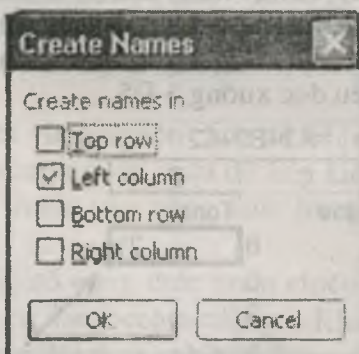 Create Names
Create names in
Top row
Left column
Bottom row
Right column
OK
Cancel